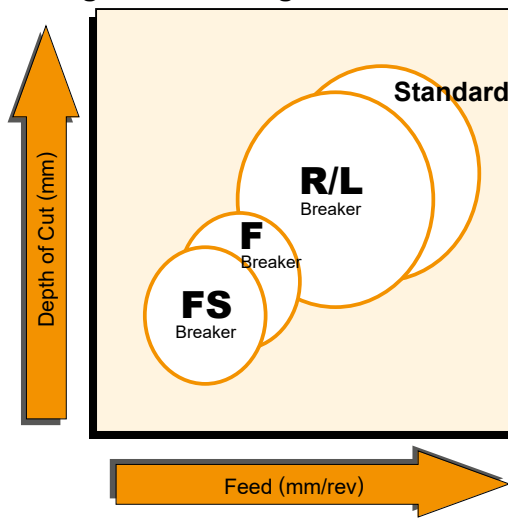 Standard
R/L
Breaker
F
Breaker
FS
Breaker
Depth of Cut (mm)
Feed (mm/rev)